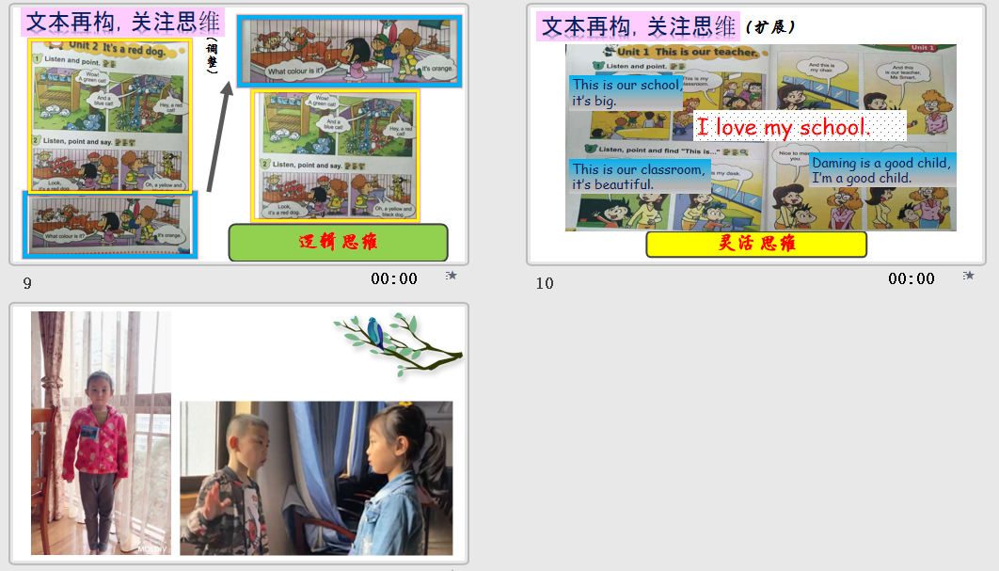 文本再构, 关注思维
(调整)
Unit 2 It's a red dog.
1 Listen and point.
Wow!
A green cat!
And a
blue cat!
Hey, a red
cat!
2 Listen, point and say.
Look,
it's a red dog.
Oh, a yellow and
What colour is it?
It's orange.
What colour is it?
It's orange.
Wow!
A green cat!
And a
blue cat!
Hey, a red
cat!
2 Listen, point and say.
Look,
it's a red dog.
Oh, a yellow and
black dog.
逻辑思维
9
00:00
文本再构, 关注思维 (扩展)
Unit 1 This is our teacher.
Unit 1
1 Listen and point.
This is our school,
it's big.
This is my
classroom.
And this is
my chair.
And this
is our teacher,
Ms Smart.
I love my school.
2 Listen, point and find "This is..."
This is our classroom,
it's beautiful.
is my desk.
Nice to meet
you.
Daming is a good child,
I'm a good child.
灵活思维
10
00:00